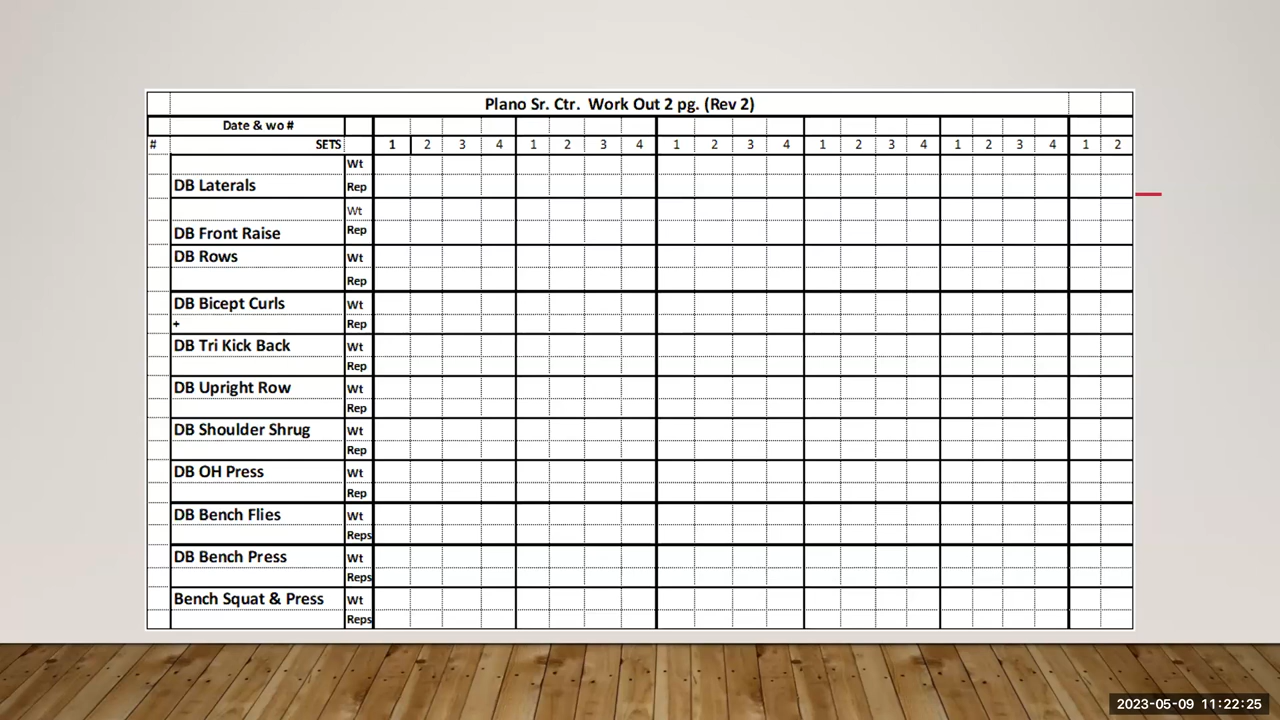 Plano Sr. Ctr. Work Out 2 pg. (Rev 2)
Date & wo #
# SETS 1 2 3 4 1 2 3 4 1 2 3 4 1 2 3 4 1 2 3 4 1 2
Wt
DB Laterals Rep
Wt
DB Front Raise Rep
DB Rows Wt
Rep
DB Bicept Curls Wt
+ Rep
DB Tri Kick Back Wt
Rep
DB Upright Row Wt
Rep
DB Shoulder Shrug Wt
Rep
DB OH Press Wt
Rep
DB Bench Flies Wt
Reps
DB Bench Press Wt
Reps
Bench Squat & Press Wt
Reps
2023-05-09 11:22:25